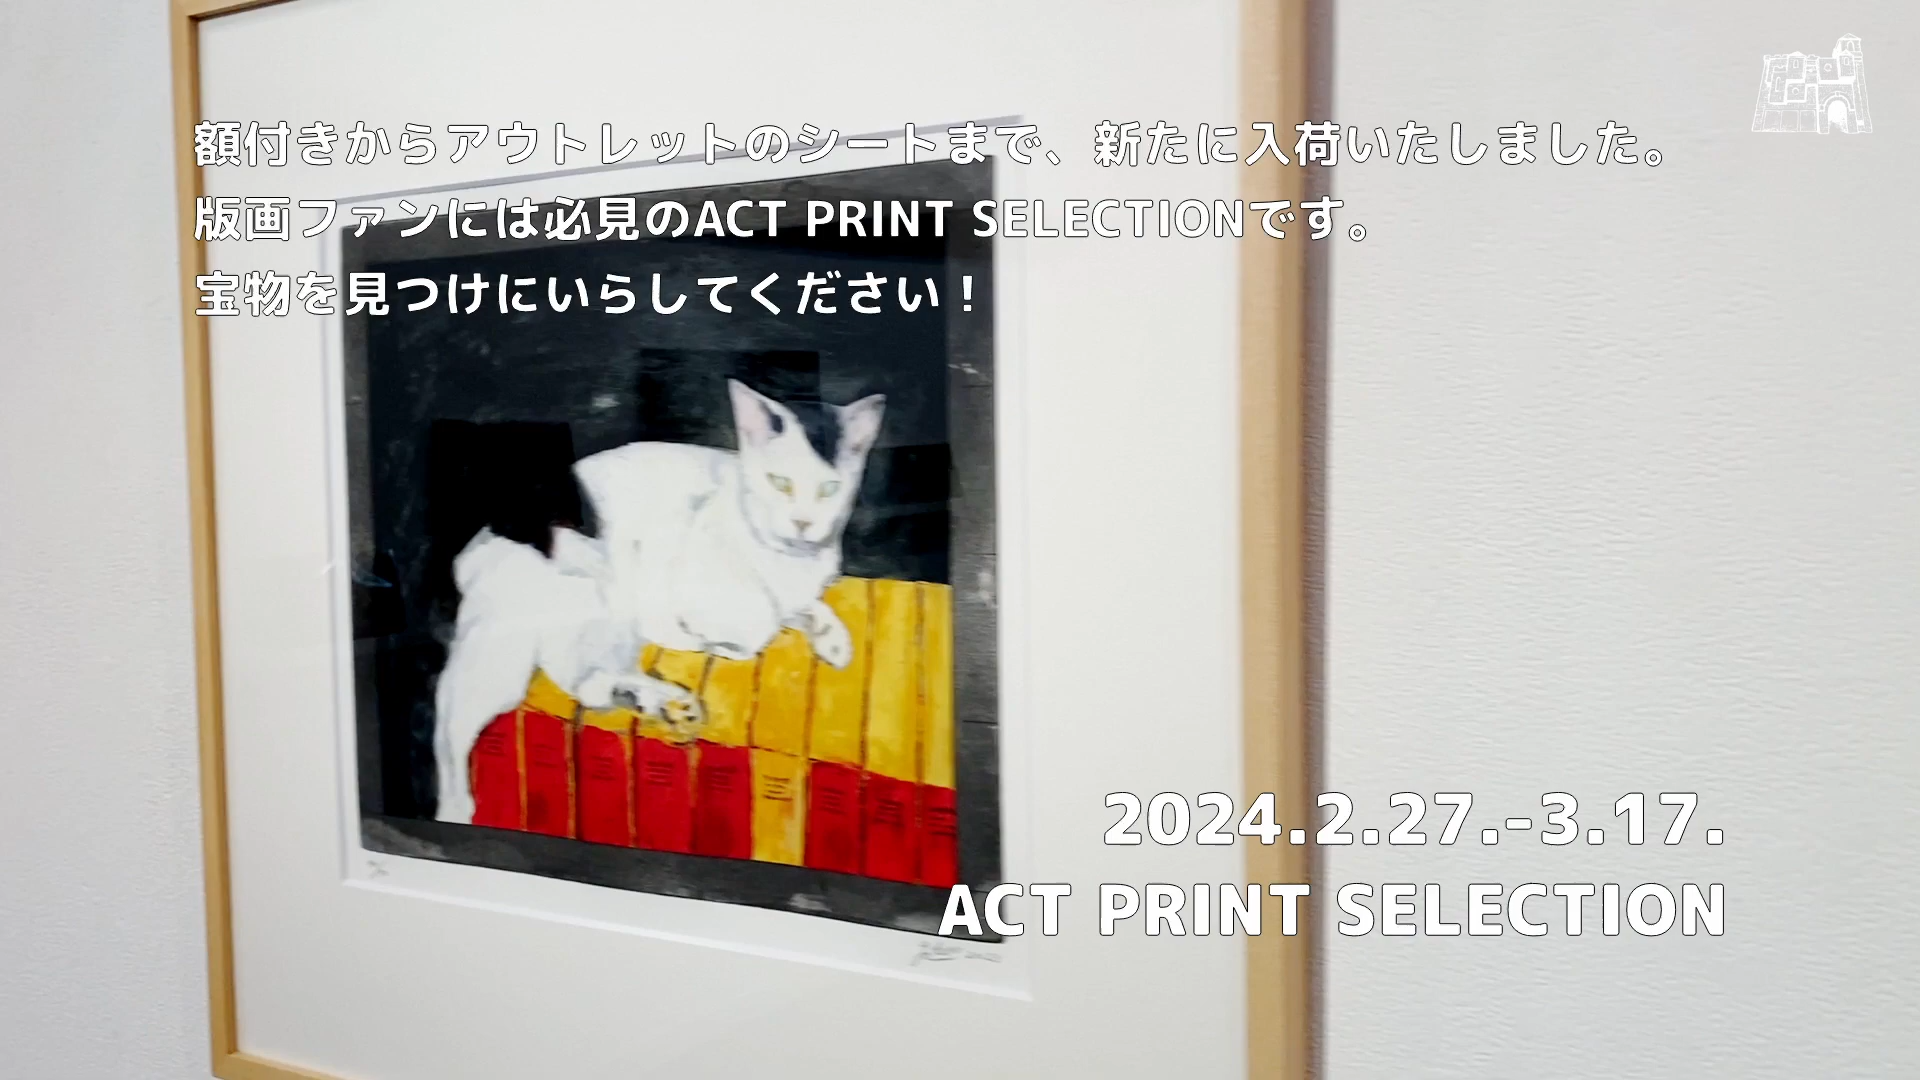 額付きからアウトレットのシートまで、新たに入荷いたしました。
版画ファンには必見のACT PRINT SELECTIONです。
宝物を見つけにいらしてください！
2024.2.27.-3.17.
ACT PRINT SELECTION